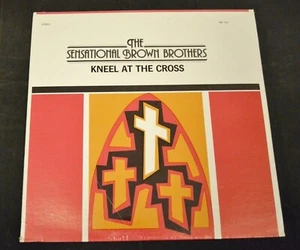 THE
SENSATIONAL BROWN BROTHERS
KNEEL AT THE CROSS